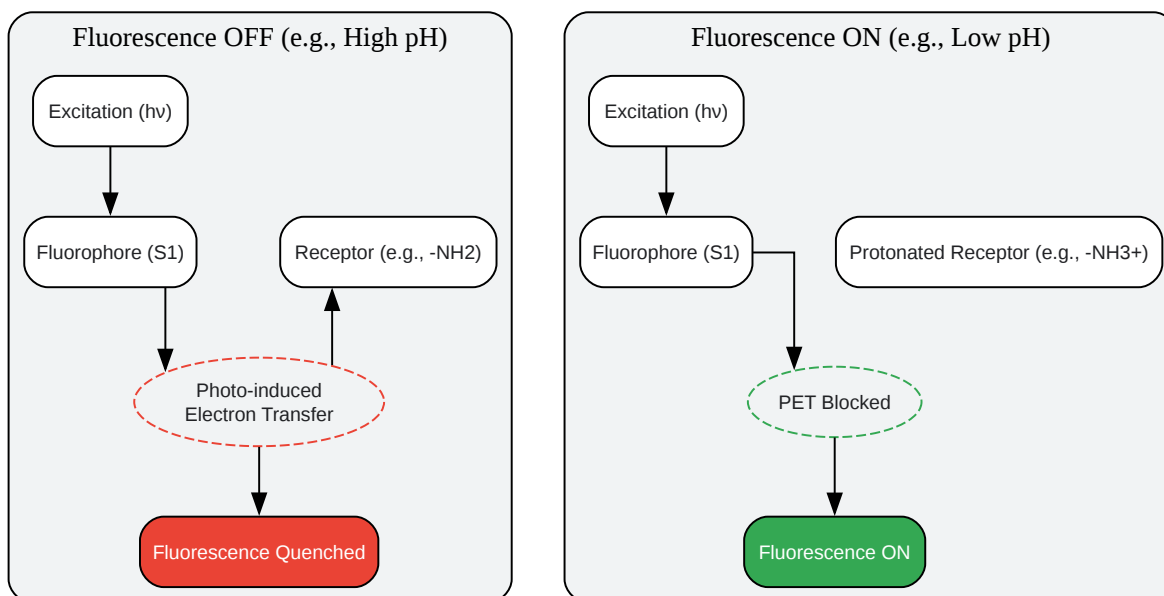 Fluorescence OFF (e.g., High pH)
Excitation (hν)
Fluorophore (S1)
Receptor (e.g., -NH2)
Photo-induced
Electron Transfer
Fluorescence Quenched
Fluorescence ON (e.g., Low pH)
Excitation (hν)
Fluorophore (S1)
Protonated Receptor (e.g., -NH3+)
PET Blocked
Fluorescence ON